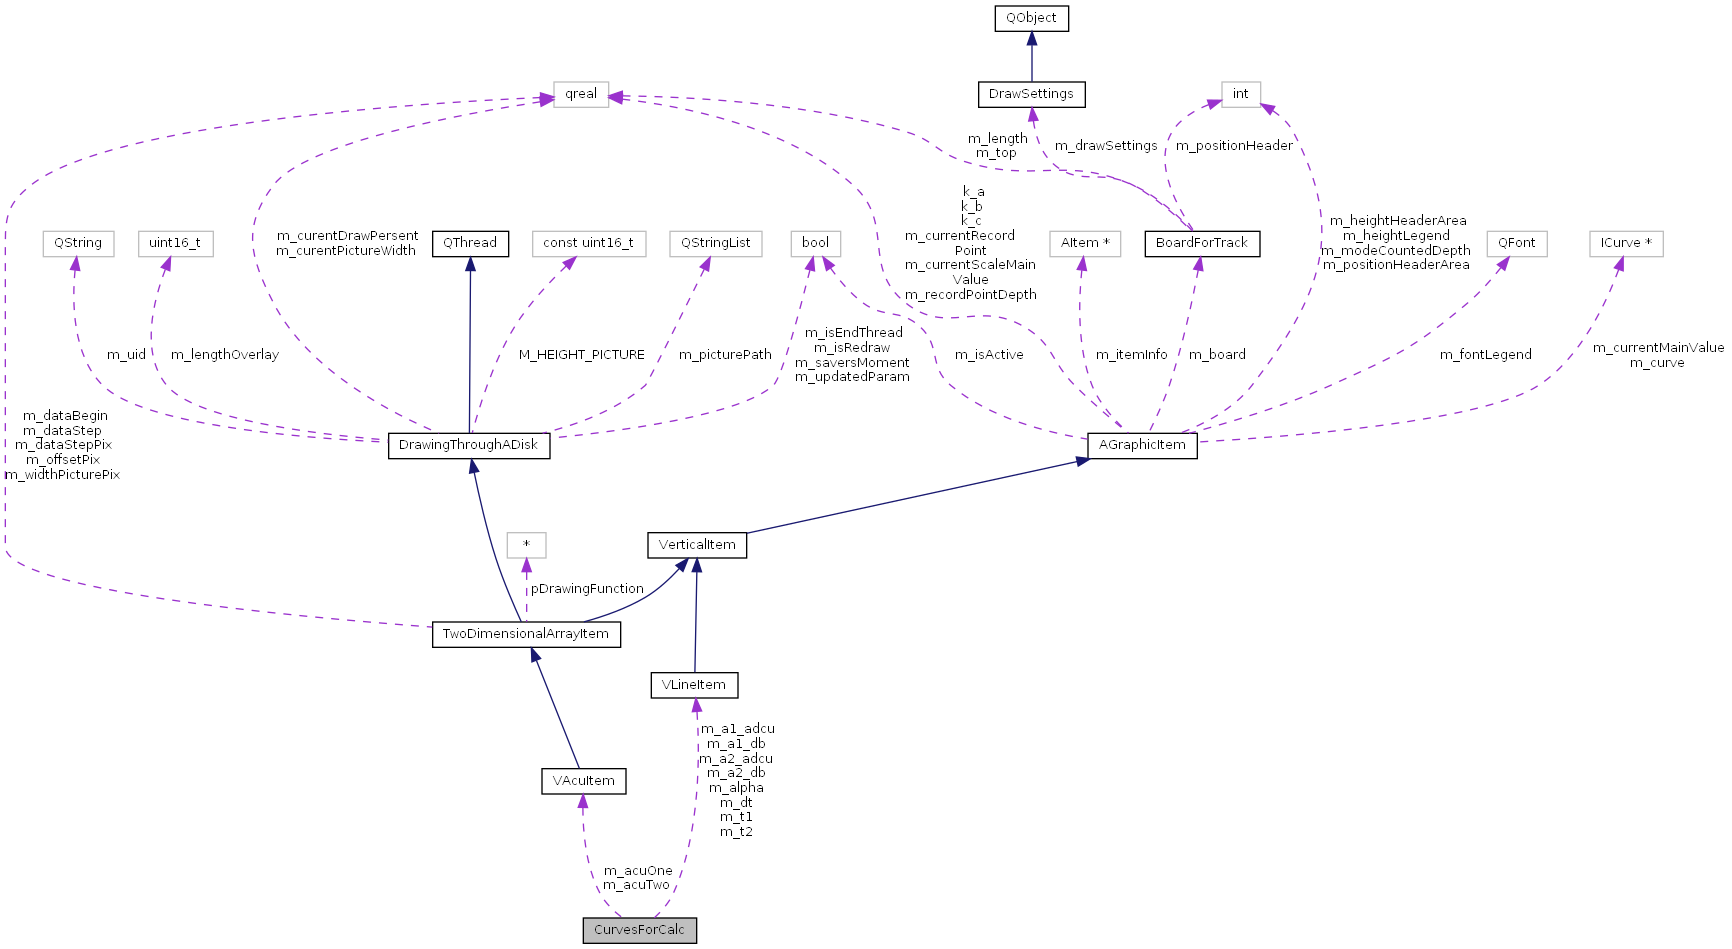 QObject
qreal
DrawSettings
int
m_length
m_top
m_drawSettings
m_positionHeader
k_a
k_b
k_c
m_currentRecord
Point
m_currentScaleMain
Value
m_recordPointDepth
m_heightHeaderArea
m_heightLegend
m_modeCountedDepth
m_positionHeaderArea
m_curentDrawPersent
m_curentPictureWidth
QString
uint16_t
QThread
const uint16_t
QStringList
bool
AItem *
BoardForTrack
QFont
ICurve *
m_uid
m_lengthOverlay
M_HEIGHT_PICTURE
m_picturePath
m_isEndThread
m_isRedraw
m_saversMoment
m_updatedParam
m_isActive
m_itemInfo
m_board
m_fontLegend
m_currentMainValue
m_curve
m_dataBegin
m_dataStep
m_dataStepPix
m_offsetPix
m_widthPicturePix
DrawingThroughADisk
AGraphicItem
*
VerticalItem
pDrawingFunction
TwoDimensionalArrayItem
VLineItem
m_a1_adcu
m_a1_db
m_a2_adcu
m_a2_db
m_alpha
m_dt
m_t1
m_t2
VAcuItem
m_acuOne
m_acuTwo
CurvesForCalc